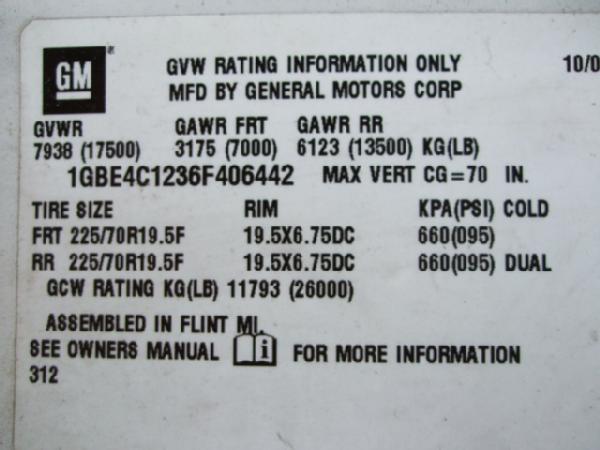 GM®
GVW RATING INFORMATION ONLY 10/0
MFD BY GENERAL MOTORS CORP
GVWR GAWR FRT GAWR RR
7938 (17500) 3175 (7000) 6123 (13500) KG(LB)
1GBE4C1236F406442 MAX VERT CG=70 IN.
TIRE SIZE RIM KPA(PSI) COLD
FRT 225/70R19.5F 19.5X6.75DC 660(095)
RR 225/70R19.5F 19.5X6.75DC 660(095) DUAL
GCW RATING KG(LB) 11793 (26000)
ASSEMBLED IN FLINT MI.
SEE OWNERS MANUAL i FOR MORE INFORMATION
312